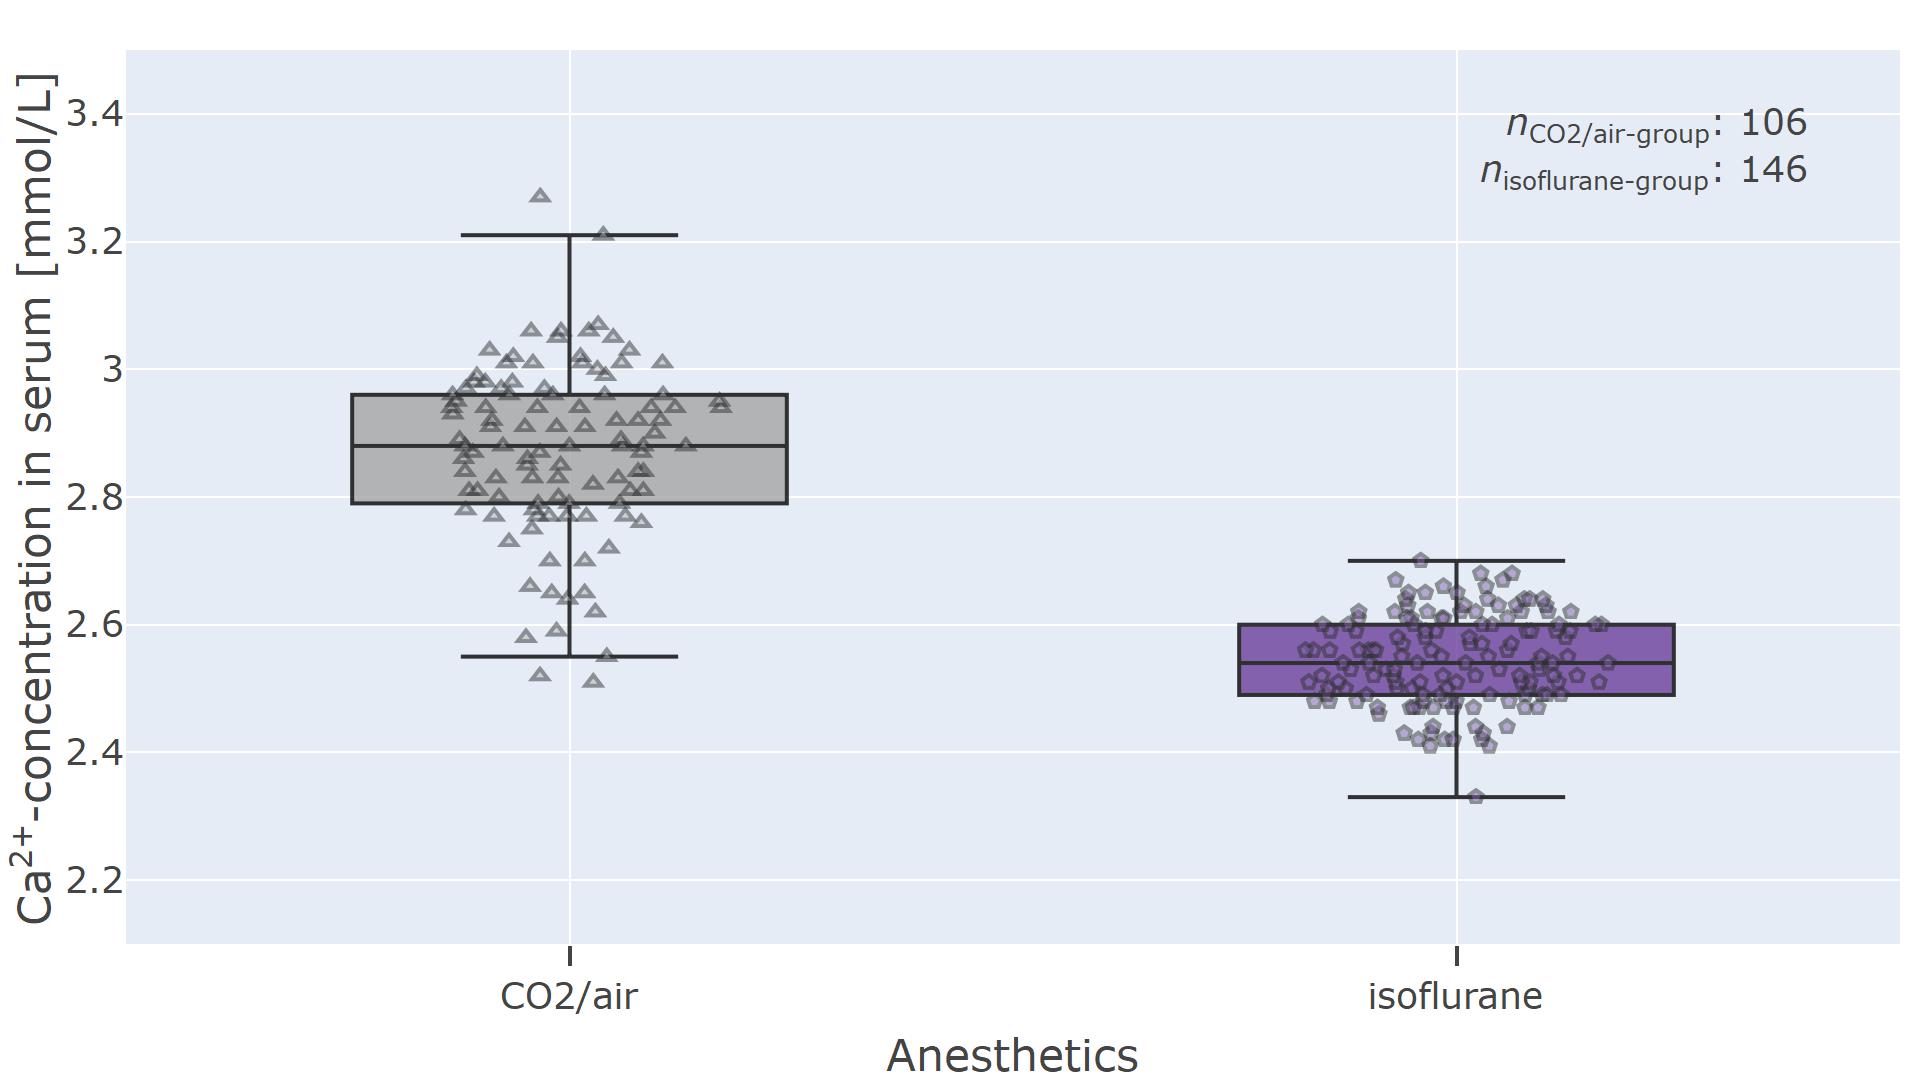 Ca²⁺-concentration in serum [mmol/L]
3.4
3.2
3
2.8
2.6
2.4
2.2
nCO2/air-group: 106
nisoflurane-group: 146
CO2/air
isoflurane
Anesthetics